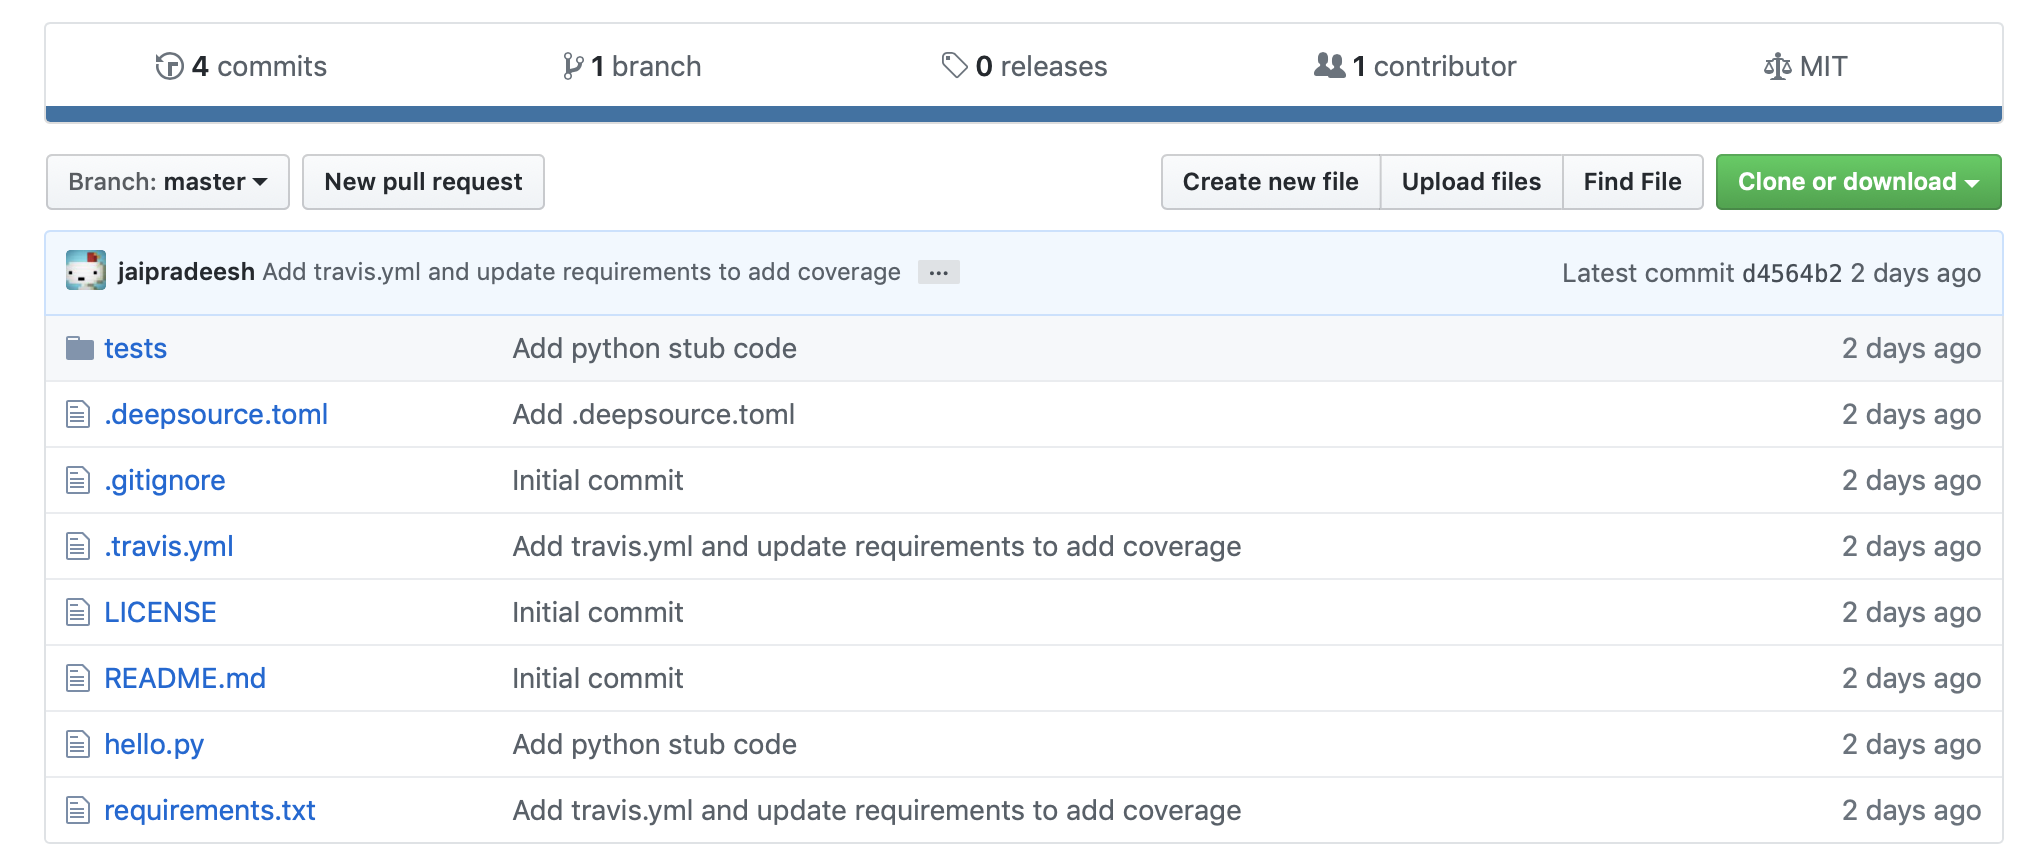 4 commits 1 branch 0 releases 1 contributor MIT
Branch: master New pull request Create new file Upload files Find File Clone or download
jaipradeesh Add travis.yml and update requirements to add coverage ... Latest commit d4564b2 2 days ago
tests Add python stub code 2 days ago
.deepsource.toml Add .deepsource.toml 2 days ago
.gitignore Initial commit 2 days ago
.travis.yml Add travis.yml and update requirements to add coverage 2 days ago
LICENSE Initial commit 2 days ago
README.md Initial commit 2 days ago
hello.py Add python stub code 2 days ago
requirements.txt Add travis.yml and update requirements to add coverage 2 days ago